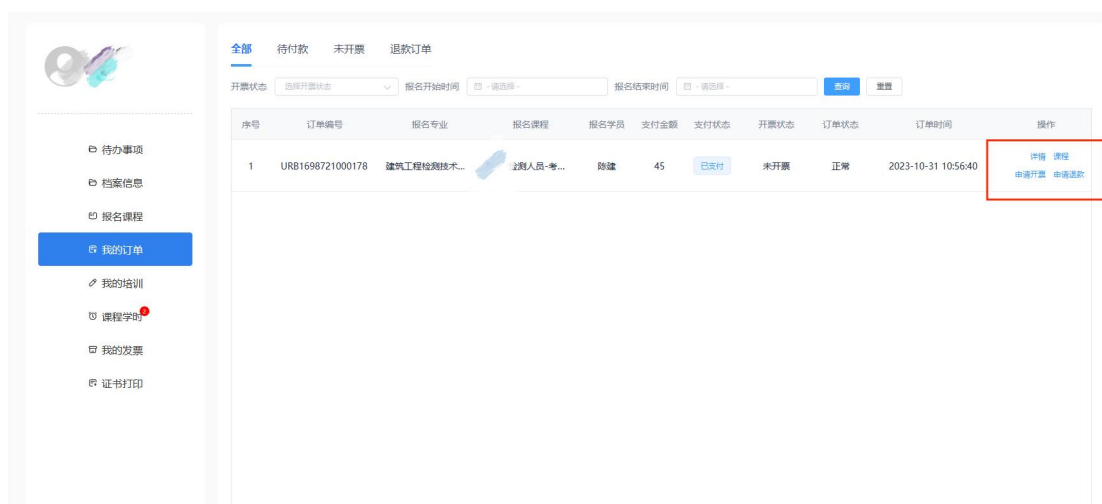 全部 待付款 未开票 退款订单
开票状态 选择开票状态 报名开始时间 - 请选择 - 报名结束时间 - 请选择 - 查询 重置
序号 订单编号 报名专业 报名课程 报名学员 支付金额 支付状态 开票状态 订单状态 订单时间 操作
1 URB1698721000178 建筑工程检测技术... 测人员-考... 陈建 45 已支付 未开票 正常 2023-10-31 10:56:40 详情 课程
申请开票 申请退款
待办事项
档案信息
报名课程
我的订单
我的培训
课程学时 2
我的发票
证书打印